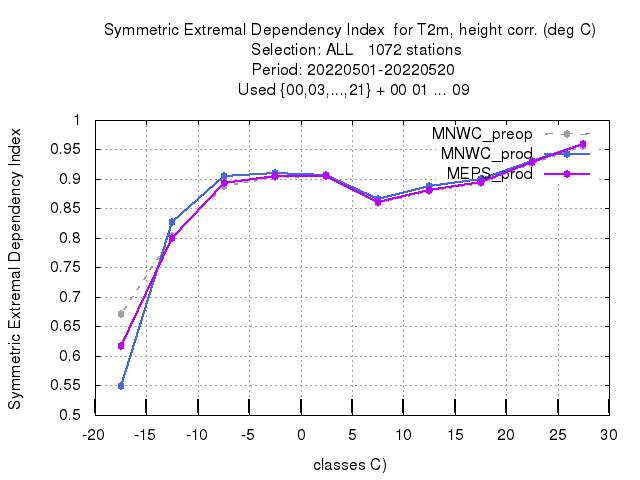 Symmetric Extremal Dependency Index  for T2m, height corr. (deg C)
Selection: ALL   1072 stations
Period: 20220501-20220520
Used {00,03,...,21} + 00 01 ... 09
Symmetric Extremal Dependency Index
1
0.95
0.9
0.85
0.8
0.75
0.7
0.65
0.6
0.55
0.5
MNWC_preop
MNWC_prod
MEPS_prod
-20 -15 -10 -5 0 5 10 15 20 25 30
classes C)